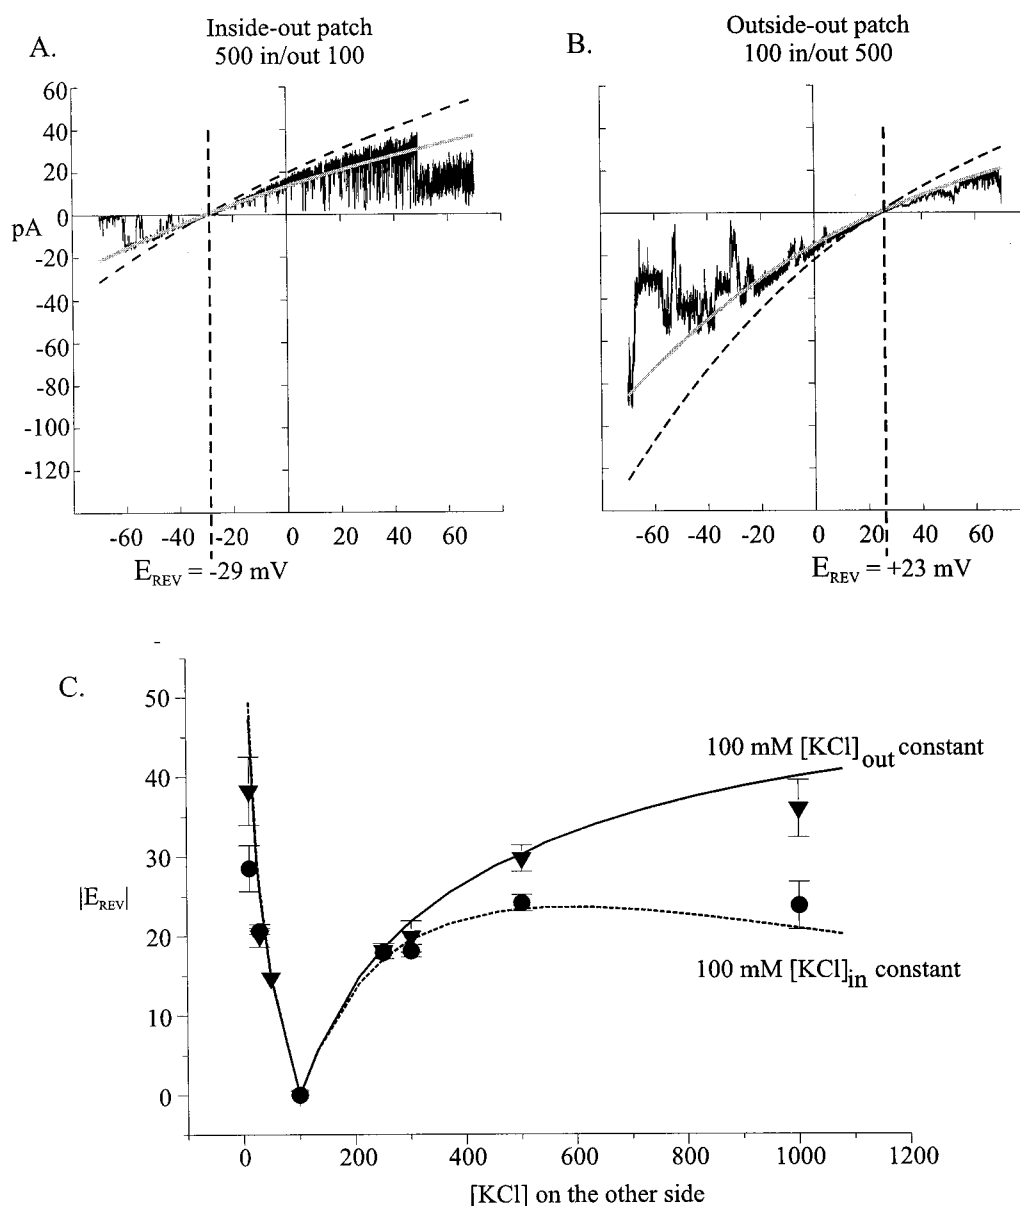 A.
Inside-out patch
500 in/out 100
60
40
20
0
pA
-20
-40
-60
-80
-100
-120
-60 -40 -20 0 20 40 60
E_REV = -29 mV
B.
Outside-out patch
100 in/out 500
-60 -40 -20 0 20 40 60
E_REV = +23 mV
C.
50
40
30
20
10
0
|E_REV|
100 mM [KCl]out constant
100 mM [KCl]in constant
0 200 400 600 800 1000 1200
[KCl] on the other side